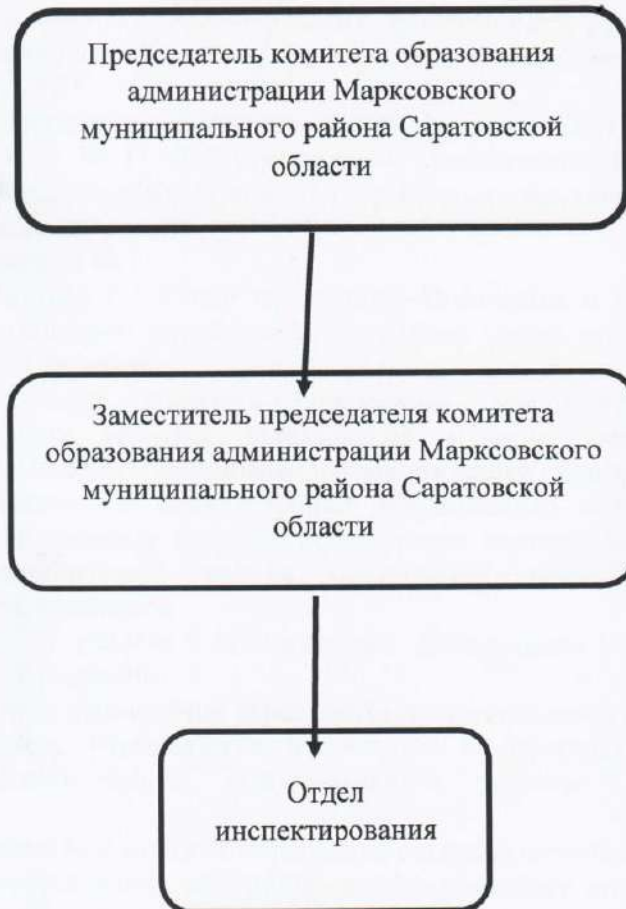 Председатель комитета образования
администрации Марксовского
муниципального района Саратовской
области
Заместитель председателя комитета
образования администрации Марксовского
муниципального района Саратовской
области
Отдел
инспектирования